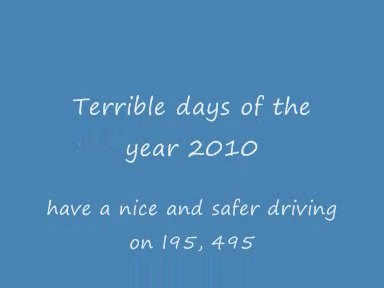 Terrible days of the
year 2010
have a nice and safer driving
on I95, 495